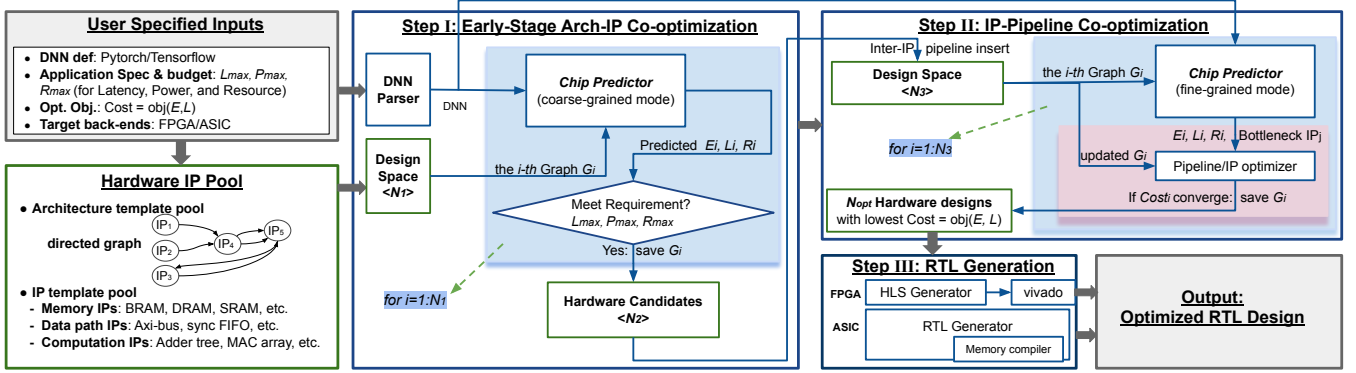 User Specified Inputs
● DNN def: Pytorch/Tensorflow
● Application Spec & budget: Lmax, Pmax,
Rmax (for Latency, Power, and Resource)
● Opt. Obj.: Cost = obj(E,L)
● Target back-ends: FPGA/ASIC
Hardware IP Pool
● Architecture template pool
directed graph
IP1
IP2
IP3
IP4
IP5
● IP template pool
- Memory IPs: BRAM, DRAM, SRAM, etc.
- Data path IPs: Axi-bus, sync FIFO, etc.
- Computation IPs: Adder tree, MAC array, etc.
Step I: Early-Stage Arch-IP Co-optimization
DNN
Parser
DNN
Design
Space
<N1>
Chip Predictor
(coarse-grained mode)
the i-th Graph Gi
Predicted Ei, Li, Ri
Meet Requirement?
Lmax, Pmax, Rmax
Yes: save Gi
for i=1:N1
Hardware Candidates
<N2>
Step II: IP-Pipeline Co-optimization
Inter-IP pipeline insert
Design Space
<N3>
the i-th Graph Gi
Chip Predictor
(fine-grained mode)
for i=1:N3
Ei, Li, Ri, Bottleneck IPj
updated Gi
Pipeline/IP optimizer
If Costi converge: save Gi
Nopt Hardware designs
with lowest Cost = obj(E, L)
Step III: RTL Generation
FPGA
HLS Generator
vivado
ASIC
RTL Generator
Memory compiler
Output:
Optimized RTL Design